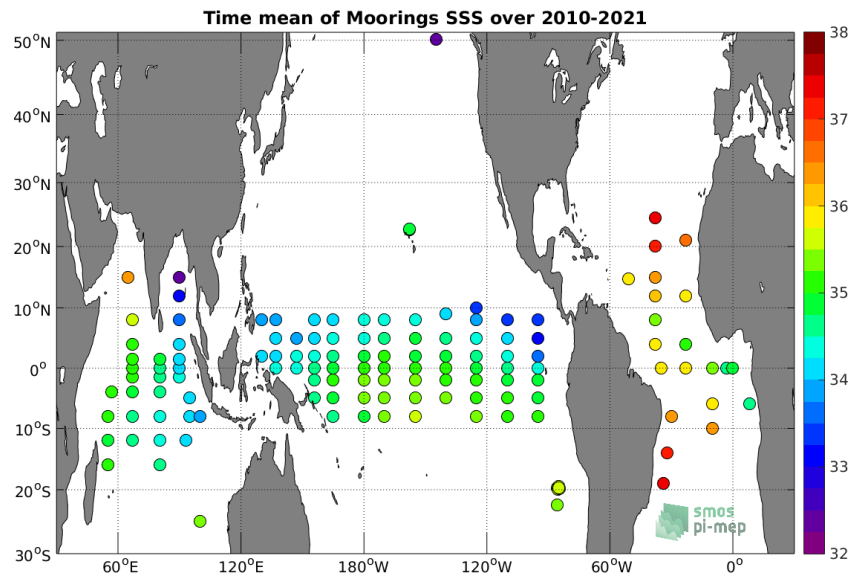 Time mean of Moorings SSS over 2010-2021
50°N
40°N
30°N
20°N
10°N
0°
10°S
20°S
30°S
60°E
120°E
180°W
120°W
60°W
0°
38
37
36
35
34
33
32
smos
pi-mep